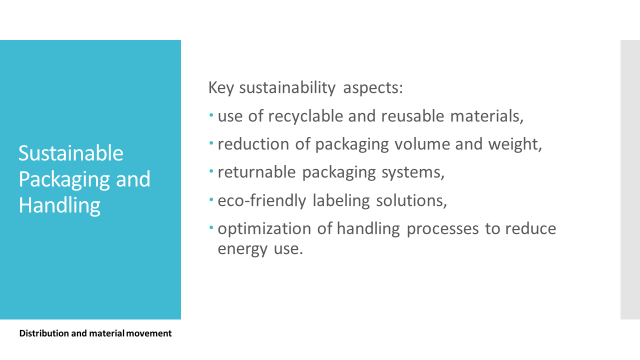 Sustainable
Packaging and
Handling
Key sustainability aspects:
· use of recyclable and reusable materials,
· reduction of packaging volume and weight,
· returnable packaging systems,
· eco-friendly labeling solutions,
· optimization of handling processes to reduce
energy use.
Distribution and material movement